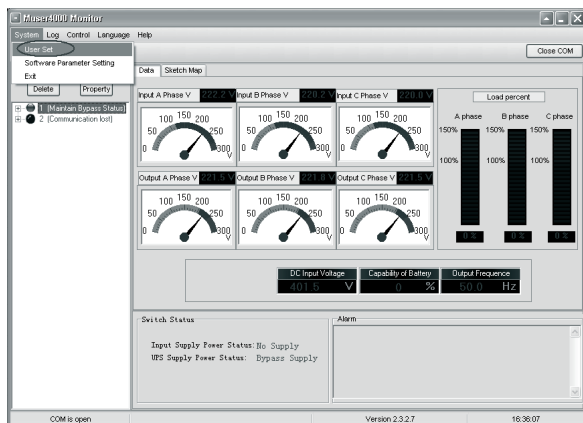 Muser4000 Monitor
System Log Control Language Help
User Set
Software Parameter Setting
Exit
Close COM
Delete Property
Data Sketch Map
1 (Maintain Bypass Status)
2 (Communication lost)
Input A Phase V 222.2 V Input B Phase V 220.2 V Input C Phase V 220.0 V
0 50 100 150 200 250 300 V
0 50 100 150 200 250 300 V
0 50 100 150 200 250 300 V
Output A Phase V 221.5 V Output B Phase V 221.8 V Output C Phase V 221.5 V
0 50 100 150 200 250 300 V
0 50 100 150 200 250 300 V
0 50 100 150 200 250 300 V
Load percent
A phase B phase C phase
150% 150% 150%
100% 100% 100%
0 % 0 % 0 %
DC Input Voltage Capability of Battery Output Frequence
401.5 V 0 % 50.0 Hz
Switch Status
Input Supply Power Status: No Supply
UPS Supply Power Status: Bypass Supply
Alarm
COM is open Version 2.3.2.7 16:36:07